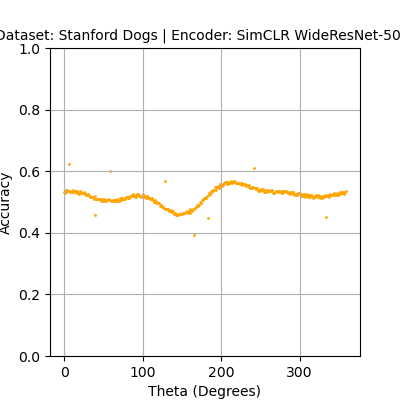 Dataset: Stanford Dogs | Encoder: SimCLR WideResNet-50
1.0
0.8
0.6
0.4
0.2
0.0
Accuracy
0 100 200 300
Theta (Degrees)